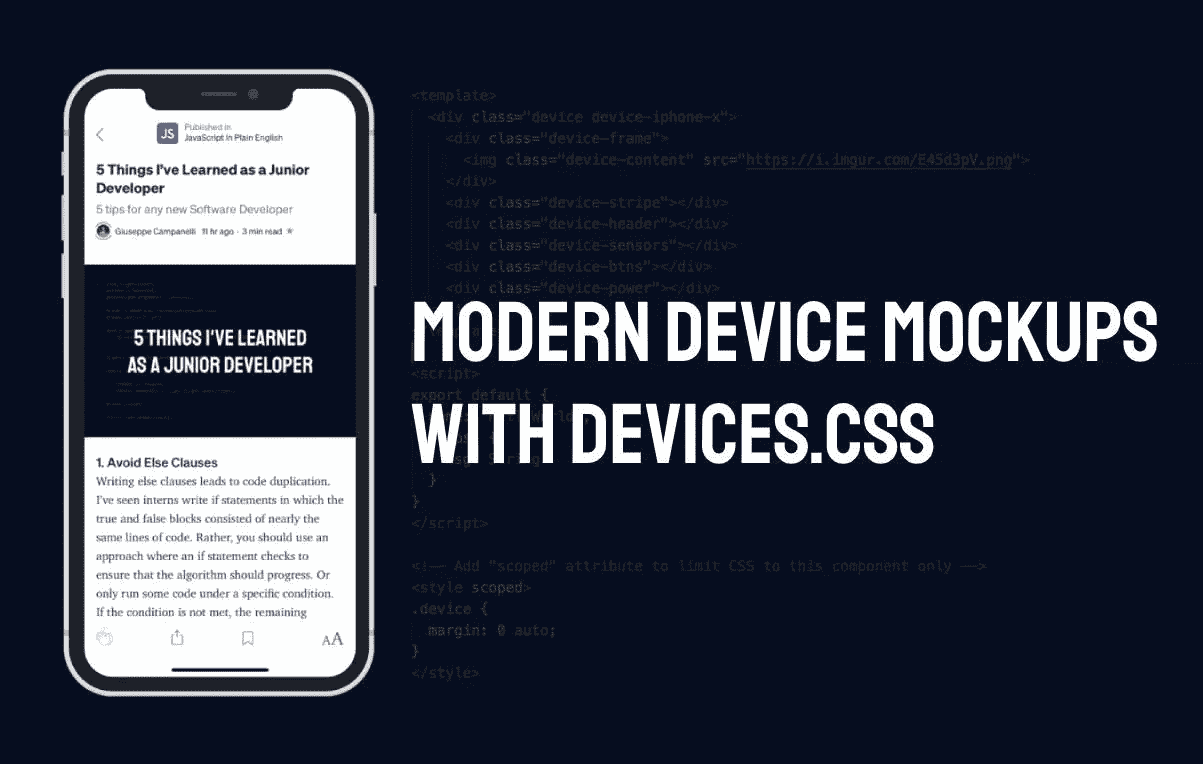 Published in
JS
JavaScript In Plain English
5 Things I've Learned as a Junior
Developer
5 tips for any new Software Developer
Giuseppe Campanelli 11 hr ago · 3 min read ★
5 THINGS I'VE LEARNED
AS A JUNIOR DEVELOPER
1. Avoid Else Clauses
Writing else clauses leads to code duplication.
I've seen interns write if statements in which the
true and false blocks consisted of nearly the
same lines of code. Rather, you should use an
approach where an if statement checks to
ensure that the algorithm should progress. Or
only run some code under a specific condition.
If the condition is not met, the remaining
AA
<template>
<div class="device device-iphone-x">
<div class="device-frame">
<img class="device-content" src="https://i.imgur.com/E45d3pV.png">
</div>
<div class="device-stripe"></div>
<div class="device-header"></div>
<div class="device-sensors"></div>
<div class="device-btns"></div>
<div class="device-power"></div>
MODERN DEVICE MOCKUPS
WITH DEVICES.CSS
<script>
export default {
}
}
</script>
<!-- Add "scoped" attribute to limit CSS to this component only -->
<style scoped>
.device {
margin: 0 auto;
}
</style>